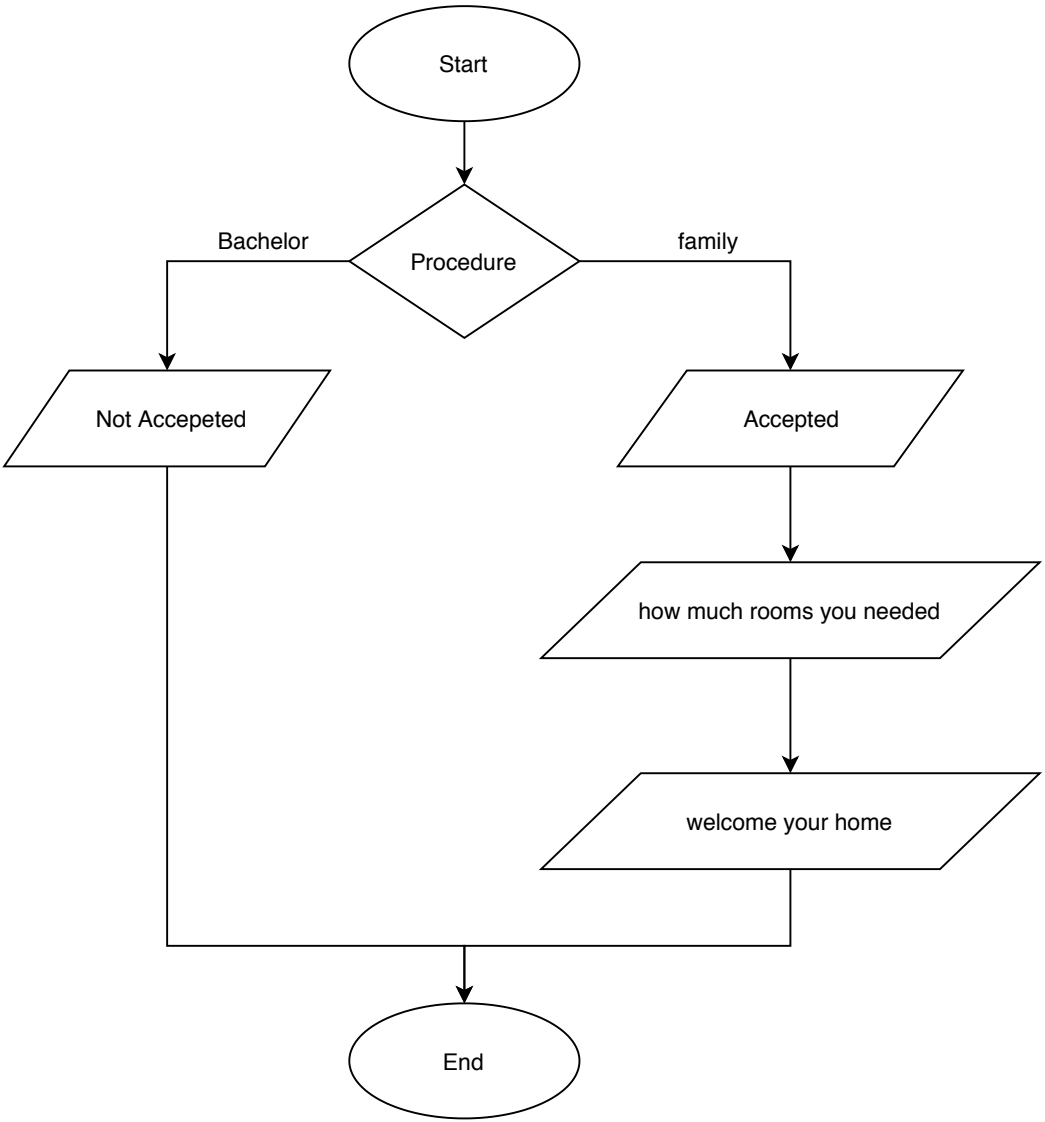 Start
Bachelor
family
Procedure
Not Accepeted
Accepted
how much rooms you needed
welcome your home
End